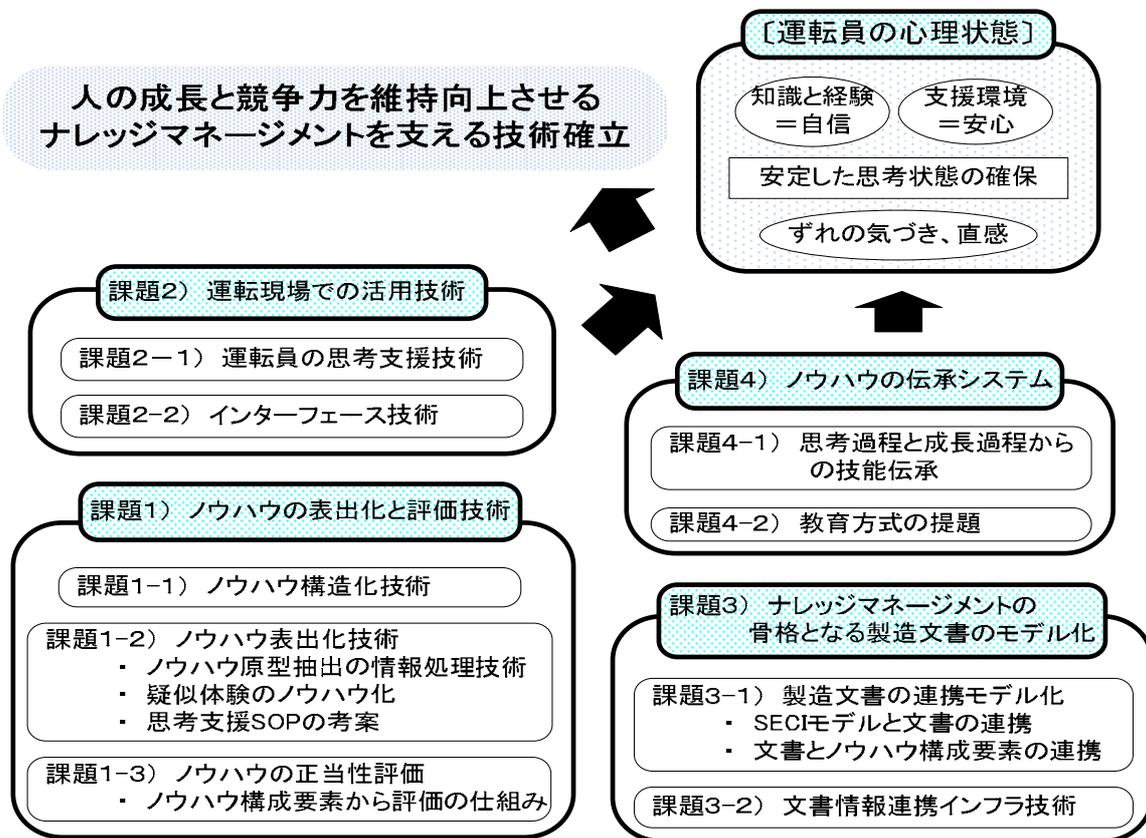 人の成長と競争力を維持向上させる
ナレッジマネージメントを支える技術確立
〔運転員の心理状態〕
知識と経験
＝自信
支援環境
＝安心
安定した思考状態の確保
ずれの気づき、直感
課題2） 運転現場での活用技術
課題2－1） 運転員の思考支援技術
課題2-2） インターフェース技術
課題1） ノウハウの表出化と評価技術
課題1-1） ノウハウ構造化技術
課題1-2） ノウハウ表出化技術
・ ノウハウ原型抽出の情報処理技術
・ 疑似体験のノウハウ化
・ 思考支援SOPの考案
課題1-3） ノウハウの正当性評価
・ ノウハウ構成要素から評価の仕組み
課題4） ノウハウの伝承システム
課題4-1） 思考過程と成長過程から
の技能伝承
課題4-2） 教育方式の提題
課題3） ナレッジマネージメントの
骨格となる製造文書のモデル化
課題3-1） 製造文書の連携モデル化
・ SECIモデルと文書の連携
・ 文書とノウハウ構成要素の連携
課題3-2） 文書情報連携インフラ技術